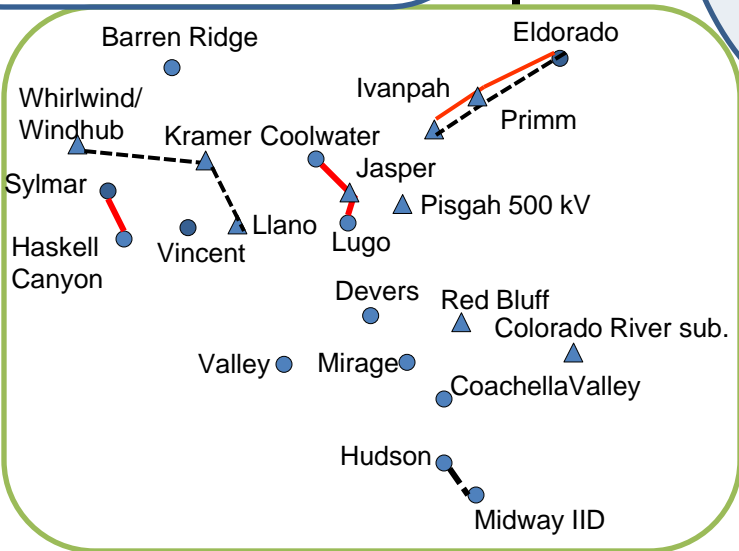 Eldorado
Barren Ridge
Ivanpah
Whirlwind/
Windhub
Primm
Kramer
Coolwater
Jasper
Sylmar
Pisgah 500 kV
Llano
Lugo
Haskell
Canyon
Vincent
Devers
Red Bluff
Colorado River sub.
Valley
Mirage
CoachellaValley
Hudson
Midway IID